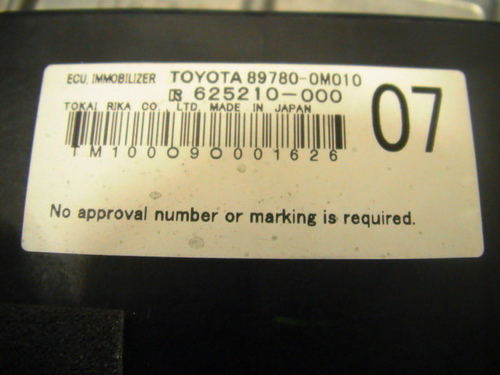 ECU, IMMOBILIZER TOYOTA 89780-0M010
625210-000
TOKAI RIKA CO., LTD. MADE IN JAPAN
07
1M100090001626
No approval number or marking is required.